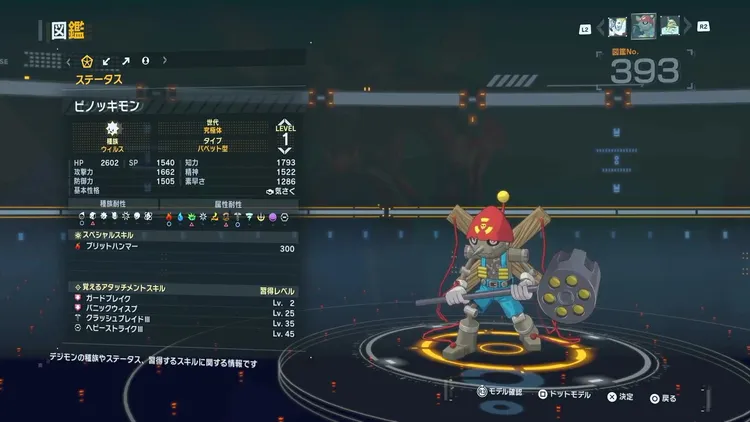 図鑑
L2
R2
図鑑No.
393
ステータス
ピノッキモン
種族
ウイルス
世代
究極体
タイプ
パペット型
LEVEL
1
HP 2602 SP 1540 知力 1793
攻撃力 1662 精神 1522
防御力 1505 素早さ 1286
基本性格 気さく
種族耐性 属性耐性
スペシャルスキル
ブリットハンマー 300
覚えるアタッチメントスキル 習得レベル
ガードブレイク Lv. 2
パニックウィスプ Lv. 25
クラッシュブレイドⅢ Lv. 35
ヘビーストライクⅢ Lv. 45
デジモンの種族やステータス、習得するスキルに関する情報です
R3 モデル確認 ドットモデル 決定 戻る